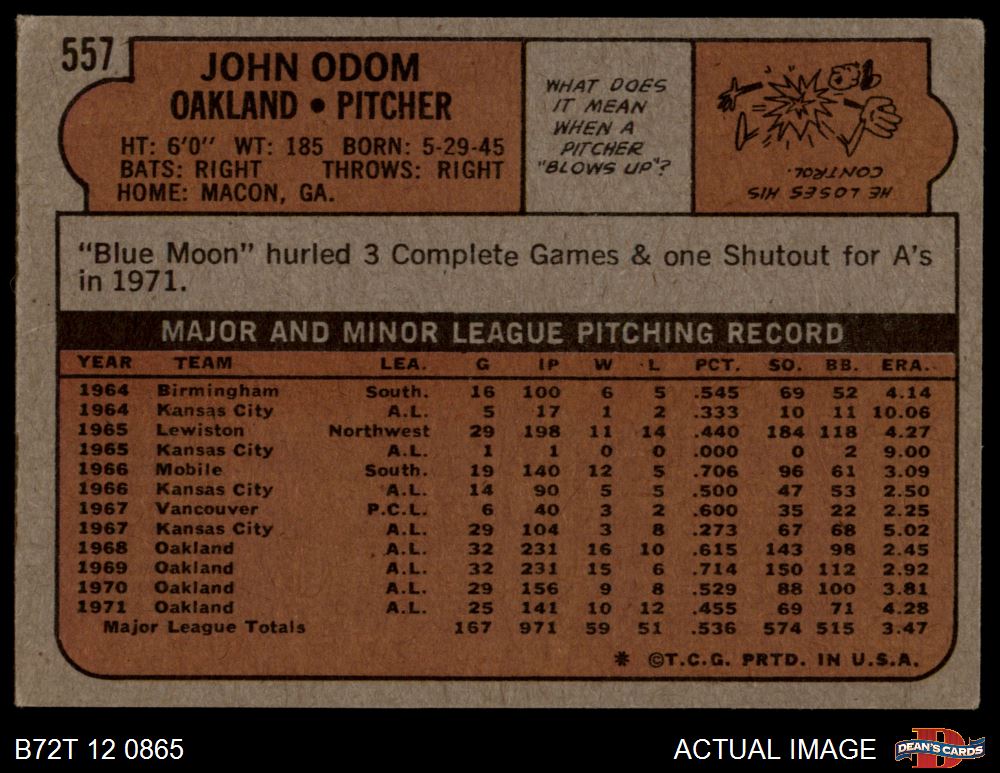 557
JOHN ODOM
OAKLAND • PITCHER
HT: 6'0" WT: 185 BORN: 5-29-45
BATS: RIGHT THROWS: RIGHT
HOME: MACON, GA.
WHAT DOES
IT MEAN
WHEN A
PITCHER
"BLOWS UP"?
HE LOSES HIS
CONTROL.
"Blue Moon" hurled 3 Complete Games & one Shutout for A's
in 1971.
MAJOR AND MINOR LEAGUE PITCHING RECORD
YEAR TEAM LEA. G IP W L PCT. SO. BB. ERA.
1964 Birmingham South. 16 100 6 5 .545 69 52 4.14
1964 Kansas City A.L. 5 17 1 2 .333 10 11 10.06
1965 Lewiston Northwest 29 198 11 14 .440 184 118 4.27
1965 Kansas City A.L. 1 1 0 0 .000 0 2 9.00
1966 Mobile South. 19 140 12 5 .706 96 61 3.09
1966 Kansas City A.L. 14 90 5 5 .500 47 53 2.50
1967 Vancouver P.C.L. 6 40 3 2 .600 35 22 2.25
1967 Kansas City A.L. 29 104 3 8 .273 67 68 5.02
1968 Oakland A.L. 32 231 16 10 .615 143 98 2.45
1969 Oakland A.L. 32 231 15 6 .714 150 112 2.92
1970 Oakland A.L. 29 156 9 8 .529 88 100 3.81
1971 Oakland A.L. 25 141 10 12 .455 69 71 4.28
Major League Totals 167 971 59 51 .536 574 515 3.47
* ©T.C.G. PRTD. IN U.S.A.
B72T 12 0865
ACTUAL IMAGE
D
DEAN'S CARDS